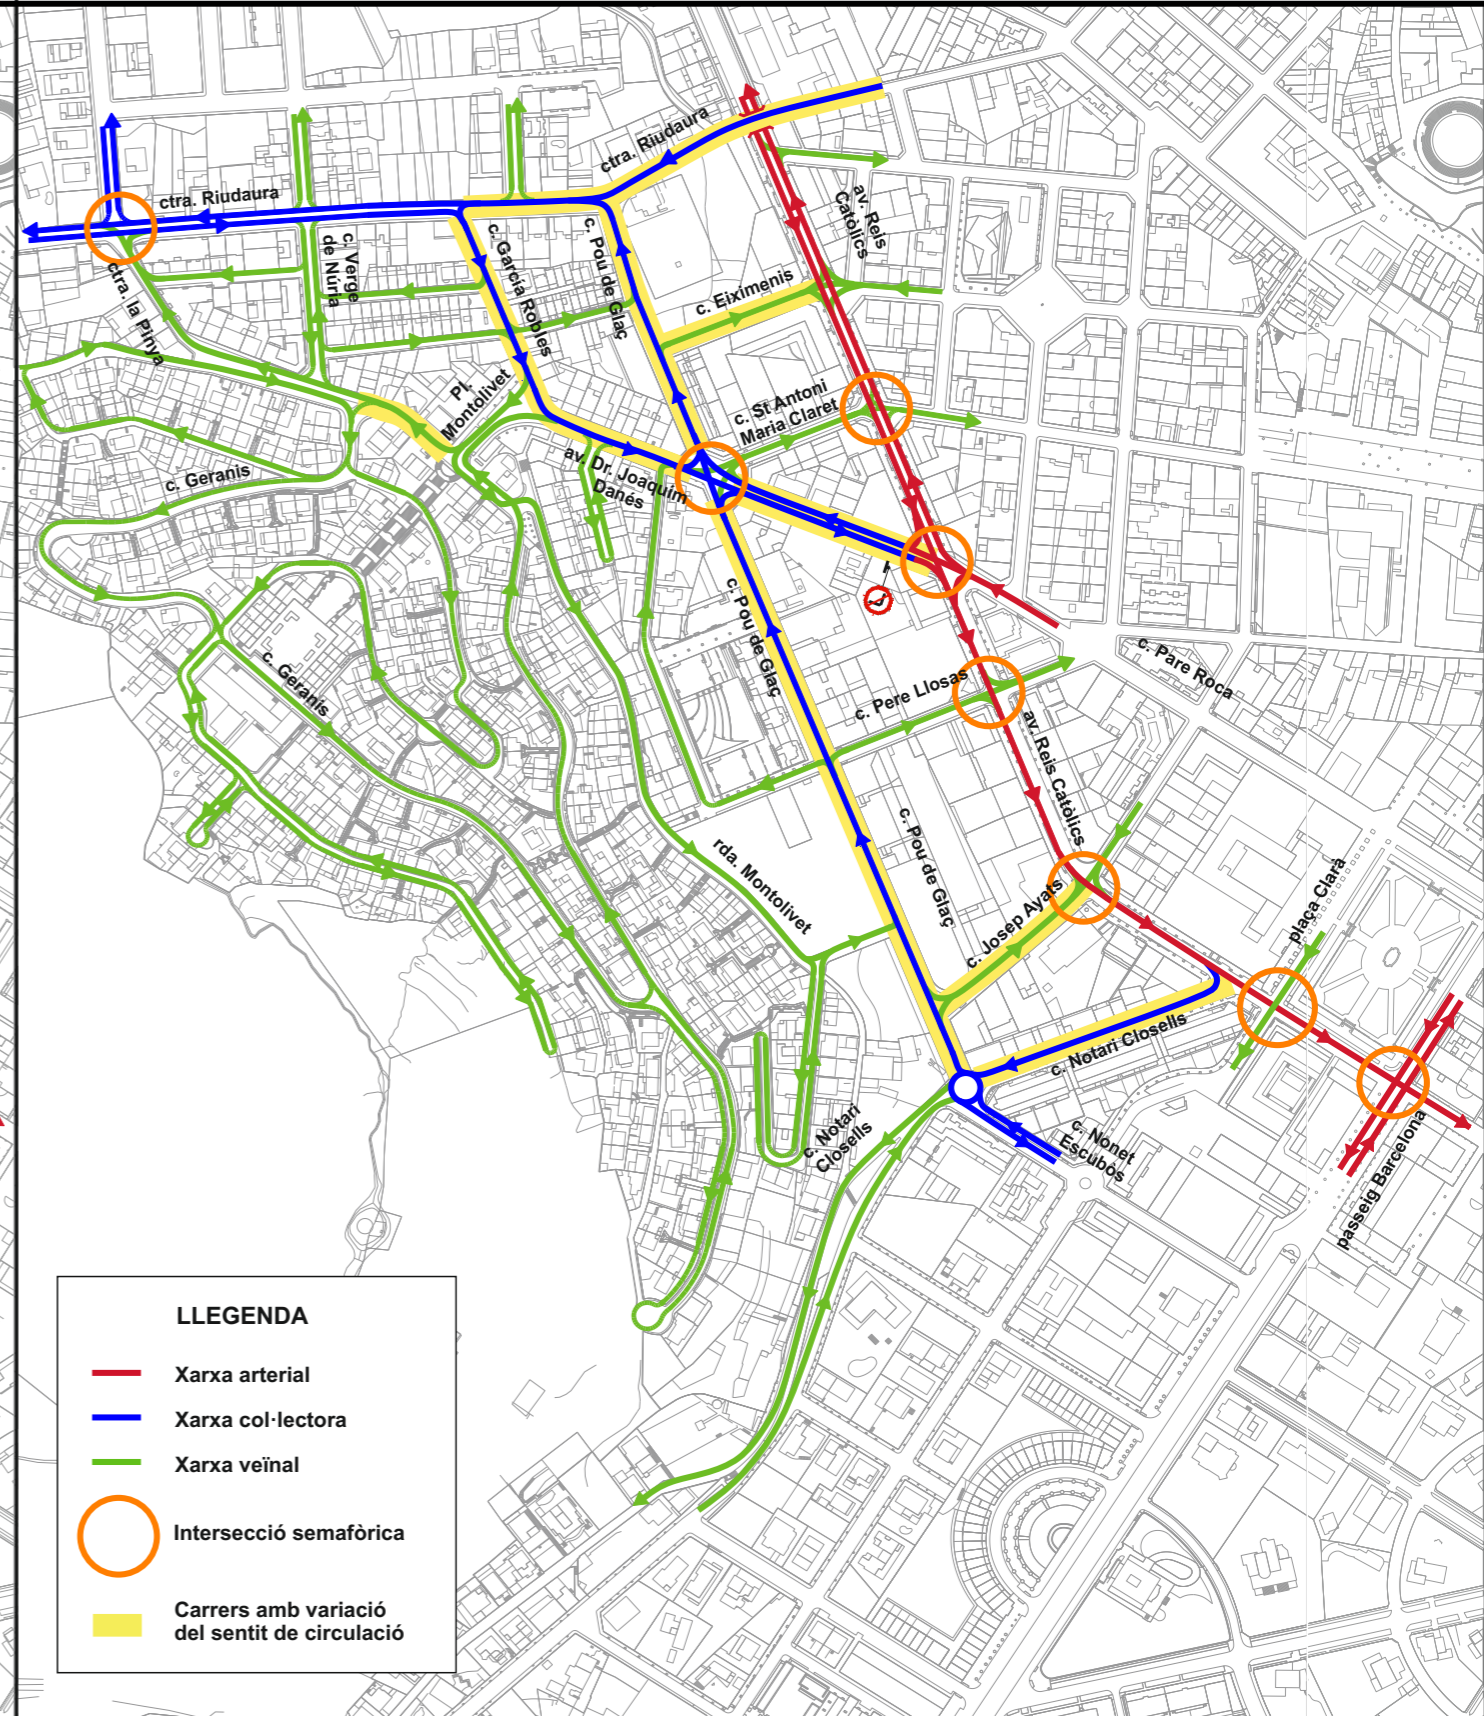 ctra. Riudaura
ctra. Riudaura
av. Reis
Catòlics
c. Verge
de Núria
c. Garcia Robles
c. Pou de Glaç
ctra. la Pinya
c. Eiximenis
Pl.
Montolivet
c. St Antoni
Maria Claret
c. Geranis
av. Dr. Joaquim
Danés
c. Pou de Glaç
c. Pare Roca
c. Geranis
c. Pere Llosas
av. Reis Catòlics
c. Pou de Glaç
rda. Montolivet
c. Josep Ayats
plaça Clarà
c. Notari Closells
c. Notari
Closells
c. Nonet
Escubòs
passeig Barcelona
LLEGENDA
Xarxa arterial
Xarxa col·lectora
Xarxa veïnal
Intersecció semafòrica
Carrers amb variació
del sentit de circulació